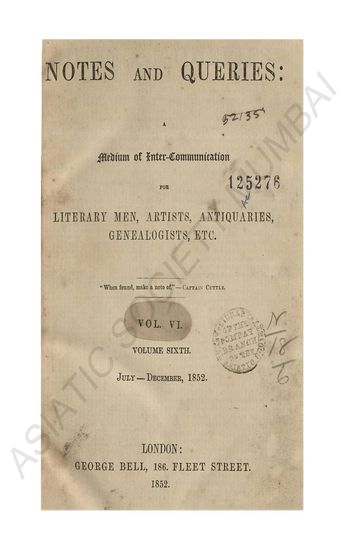 NOTES AND QUERIES:
52135
A
Medium of Inter-Communication
FOR
125276
LITERARY MEN, ARTISTS, ANTIQUARIES,
GENEALOGISTS, ETC.
"When found, make a note of."—CAPTAIN CUTTLE.
VOL. VI.
VOLUME SIXTH.
JULY—DECEMBER, 1852.
LONDON:
GEORGE BELL, 186. FLEET STREET.
1852.
ASIATIC SOCIETY MUMBAI